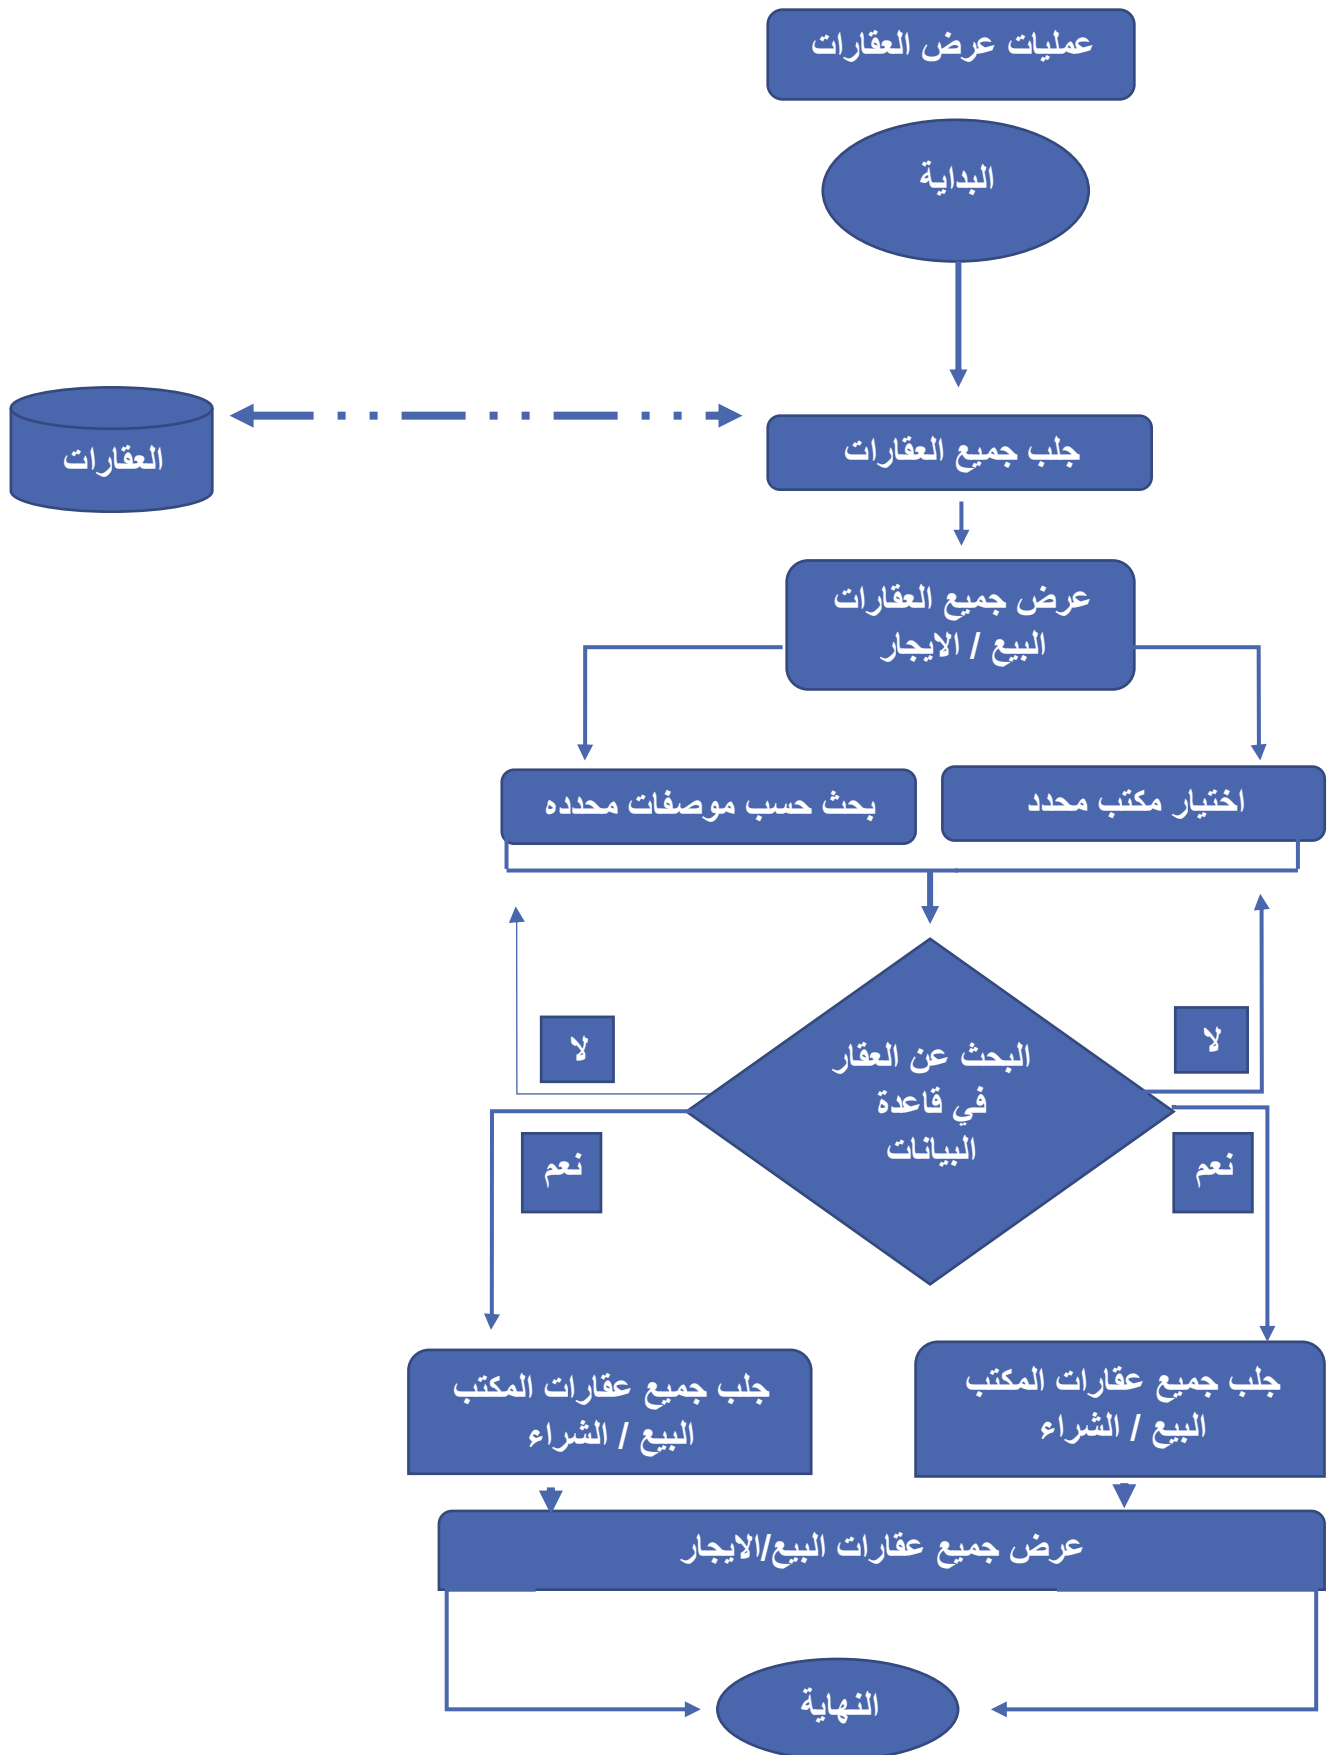 عمليات عرض العقارات
البداية
العقارات
جلب جميع العقارات
عرض جميع العقارات
البيع / الايجار
اختيار مكتب محدد
بحث حسب موصفات محدده
البحث عن العقار
في قاعدة
البيانات
لا
لا
نعم
نعم
جلب جميع عقارات المكتب
البيع / الشراء
جلب جميع عقارات المكتب
البيع / الشراء
عرض جميع عقارات البيع/الايجار
النهاية